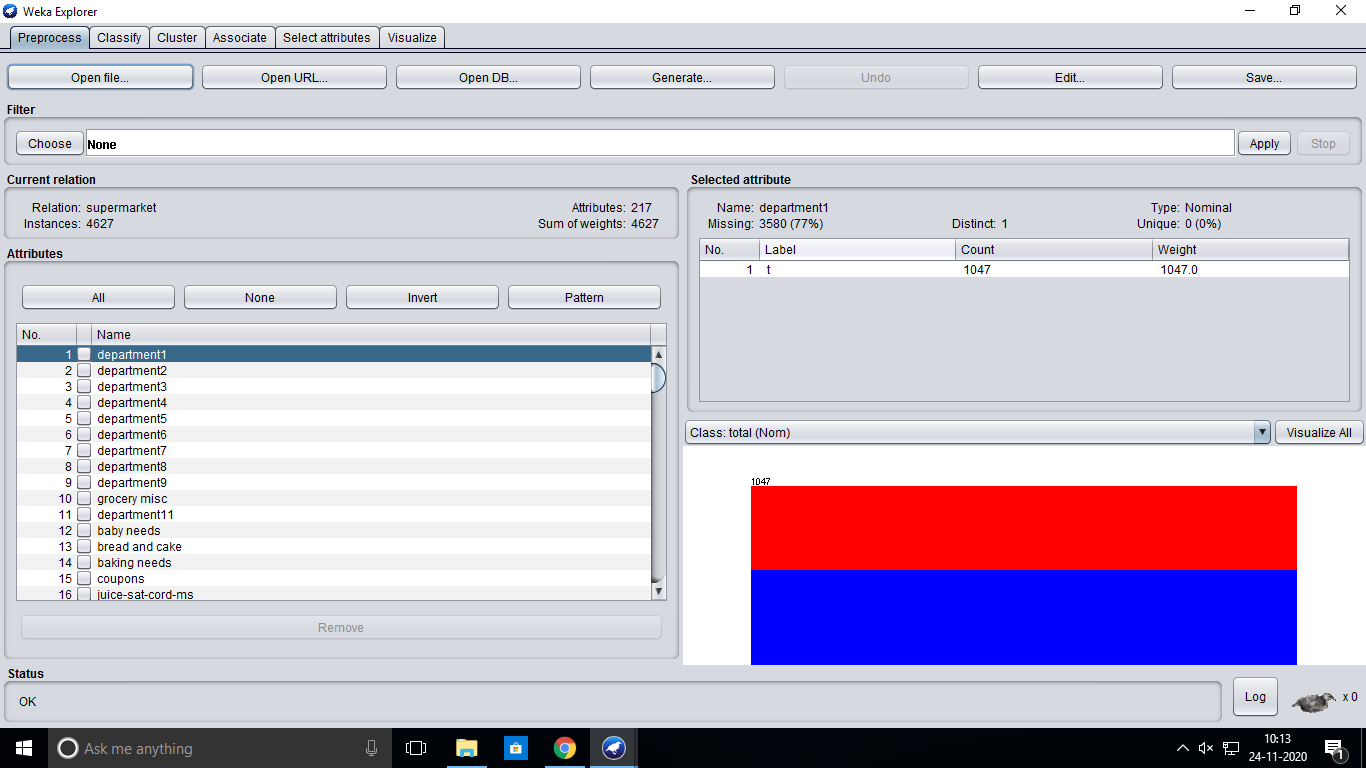 Weka Explorer
Preprocess Classify Cluster Associate Select attributes Visualize
Open file... Open URL... Open DB... Generate... Undo Edit... Save...
Filter
Choose None Apply Stop
Current relation
Relation: supermarket Attributes: 217
Instances: 4627 Sum of weights: 4627
Attributes
All None Invert Pattern
No. Name
1 department1
2 department2
3 department3
4 department4
5 department5
6 department6
7 department7
8 department8
9 department9
10 grocery misc
11 department11
12 baby needs
13 bread and cake
14 baking needs
15 coupons
16 juice-sat-cord-ms
Remove
Selected attribute
Name: department1 Type: Nominal
Missing: 3580 (77%) Distinct: 1 Unique: 0 (0%)
No. Label Count Weight
1 t 1047 1047.0
Class: total (Nom) Visualize All
1047
Status
OK Log x 0
Ask me anything
10:13
24-11-2020
1